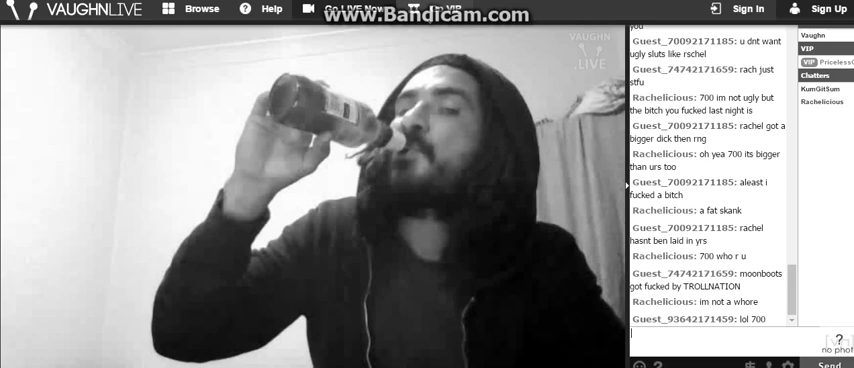 VAUGHNLIVE
Browse
Help
Go LIVE Now
VIP
www.Bandicam.com
Sign In
Sign Up
VAUGHN
.LIVE
you
Guest_70092171185: u dnt want
ugly sluts like rschel
Guest_74742171659: rach just
stfu
Rachelicious: 700 im not ugly but
the bitch you fucked last night is
Guest_70092171185: rachel got a
bigger dick then rng
Rachelicious: oh yea 700 its bigger
than urs too
Guest_70092171185: aleast i
fucked a bitch
Rachelicious: a fat skank
Guest_70092171185: rachel
hasnt ben laid in yrs
Rachelicious: 700 who r u
Guest_74742171659: moonboots
got fucked by TROLLNATION
Rachelicious: im not a whore
Guest_93642171459: lol 700
Vaughn
VIP
VIP
Chatters
KumGitSum
Rachelicious
?
no phot
Send